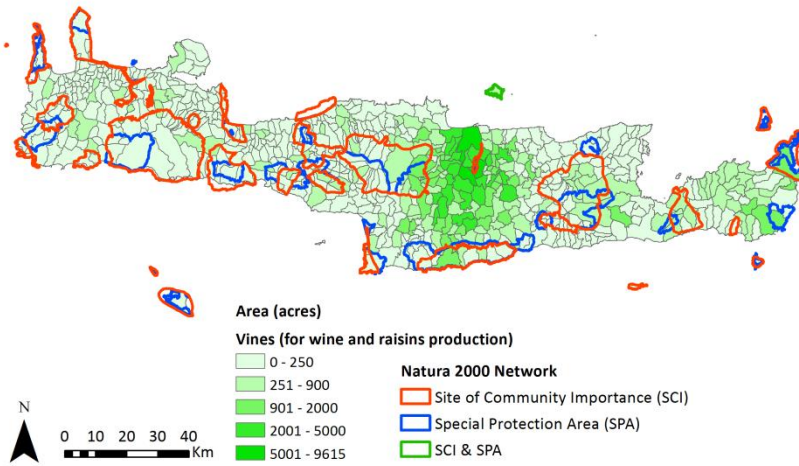 Area (acres)
Vines (for wine and raisins production)
0 - 250
251 - 900
901 - 2000
2001 - 5000
5001 - 9615
Natura 2000 Network
Site of Community Importance (SCI)
Special Protection Area (SPA)
SCI & SPA
N
0 10 20 30 40
Km